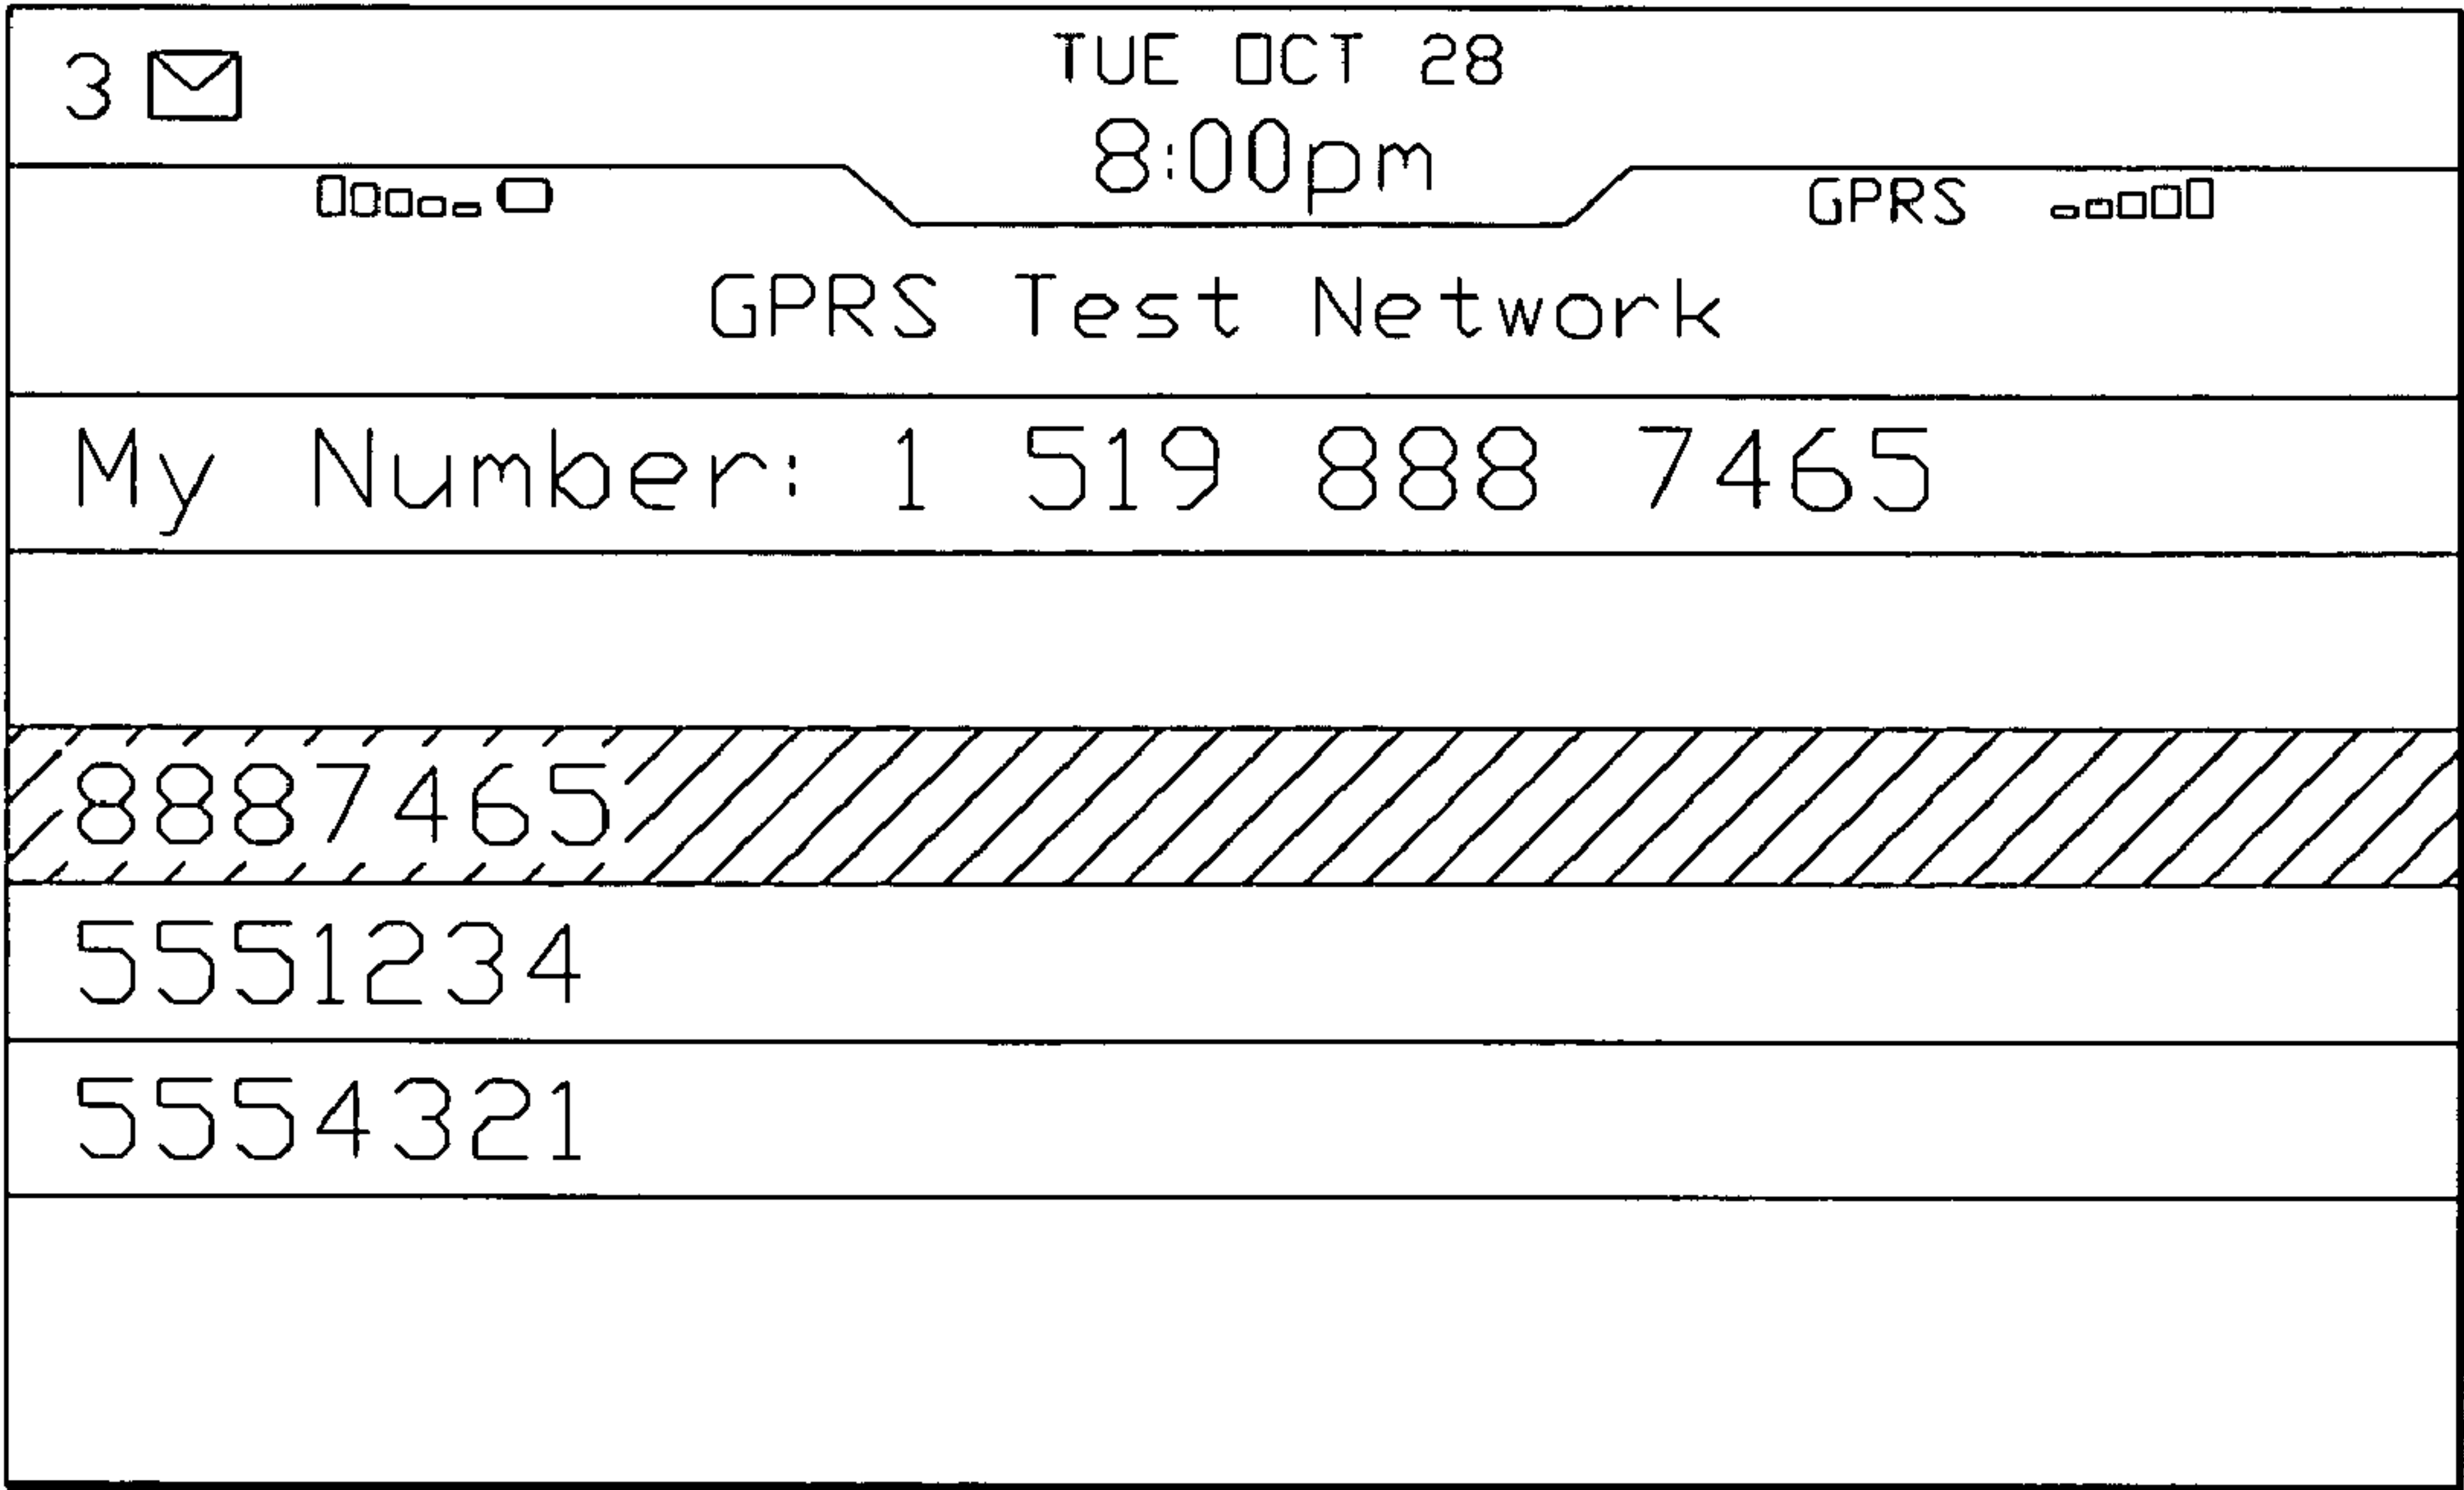 3
TUE OCT 28
8:00pm
GPRS
GPRS Test Network
My Number: 1 519 888 7465
8887465
5551234
5554321